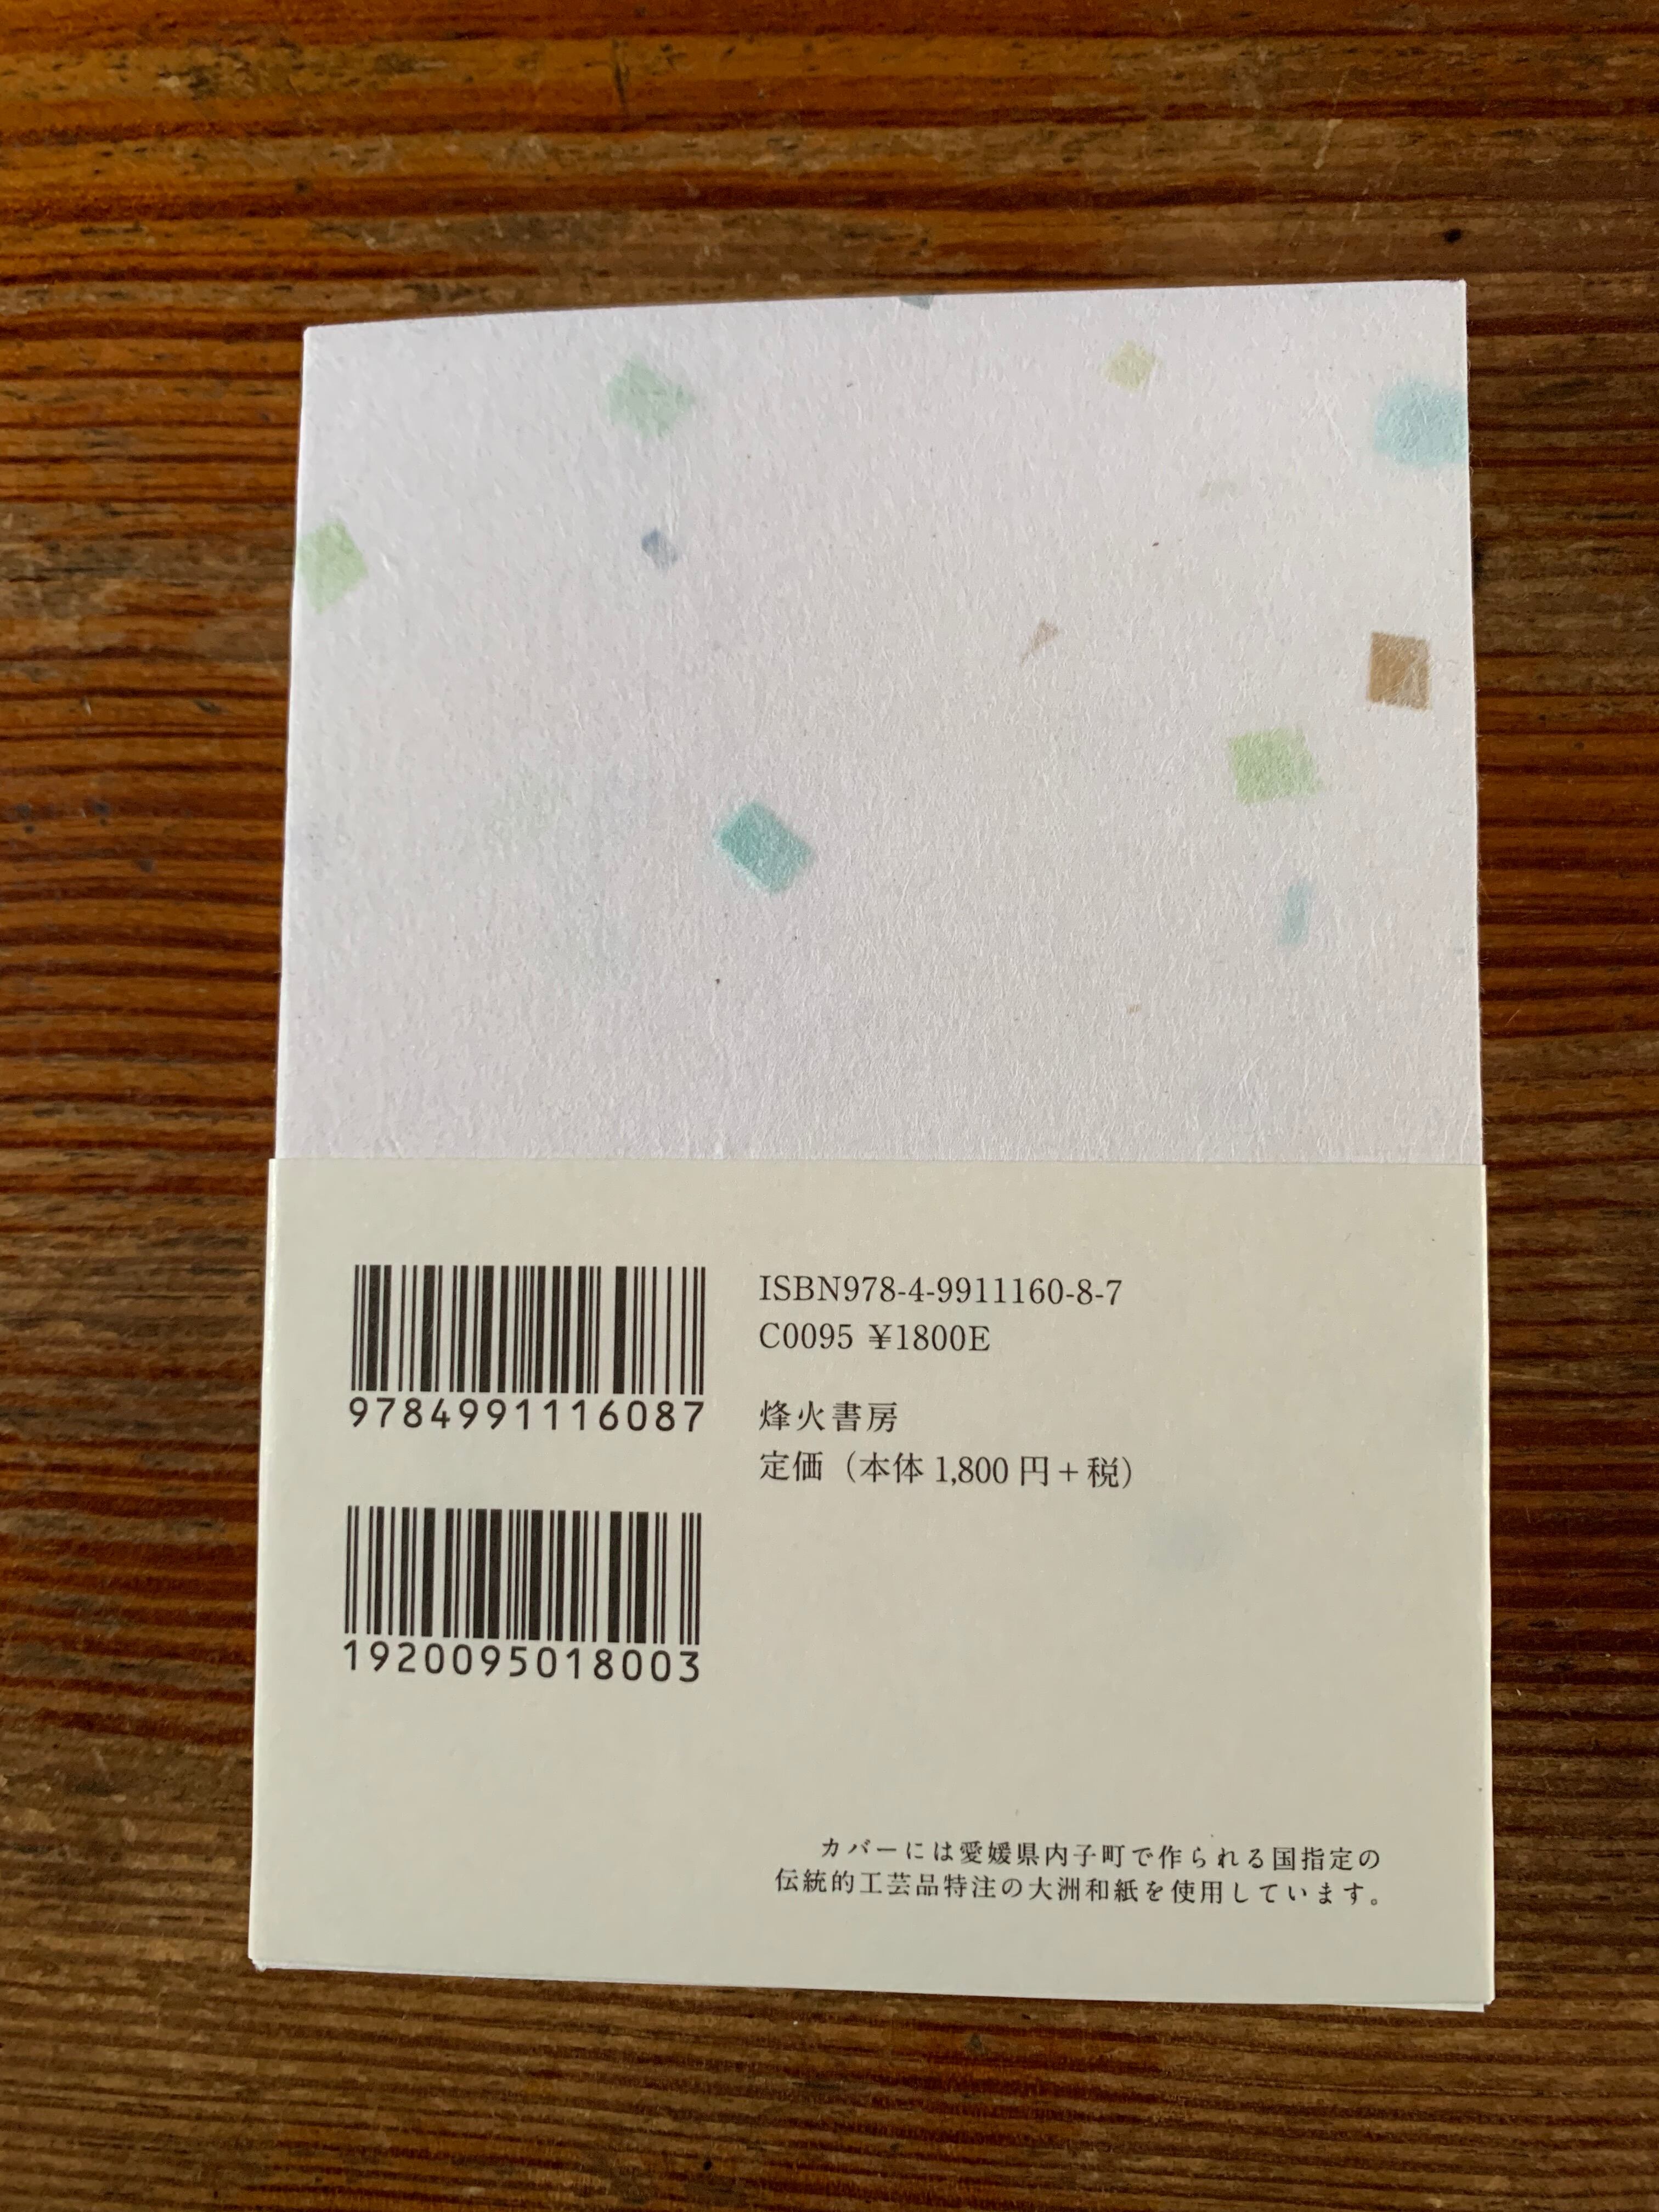 ISBN978-4-9911160-8-7
C0095 ¥1800E
9784991116087
烽火書房
定価（本体 1,800 円＋税）
1920095018003
カバーには愛媛県内子町で作られる国指定の
伝統的工芸品特注の大洲和紙を使用しています。